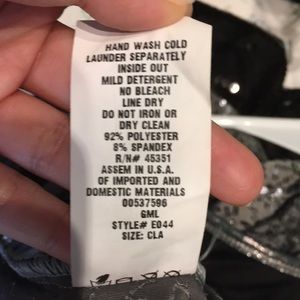 HAND WASH COLD
LAUNDER SEPARATELY
INSIDE OUT
MILD DETERGENT
NO BLEACH
LINE DRY
DO NOT IRON OR
DRY CLEAN
92% POLYESTER
8% SPANDEX
R/N# 45351
ASSEM IN U.S.A.
OF IMPORTED AND
DOMESTIC MATERIALS
00537596
GML
STYLE# E044
SIZE: CLA